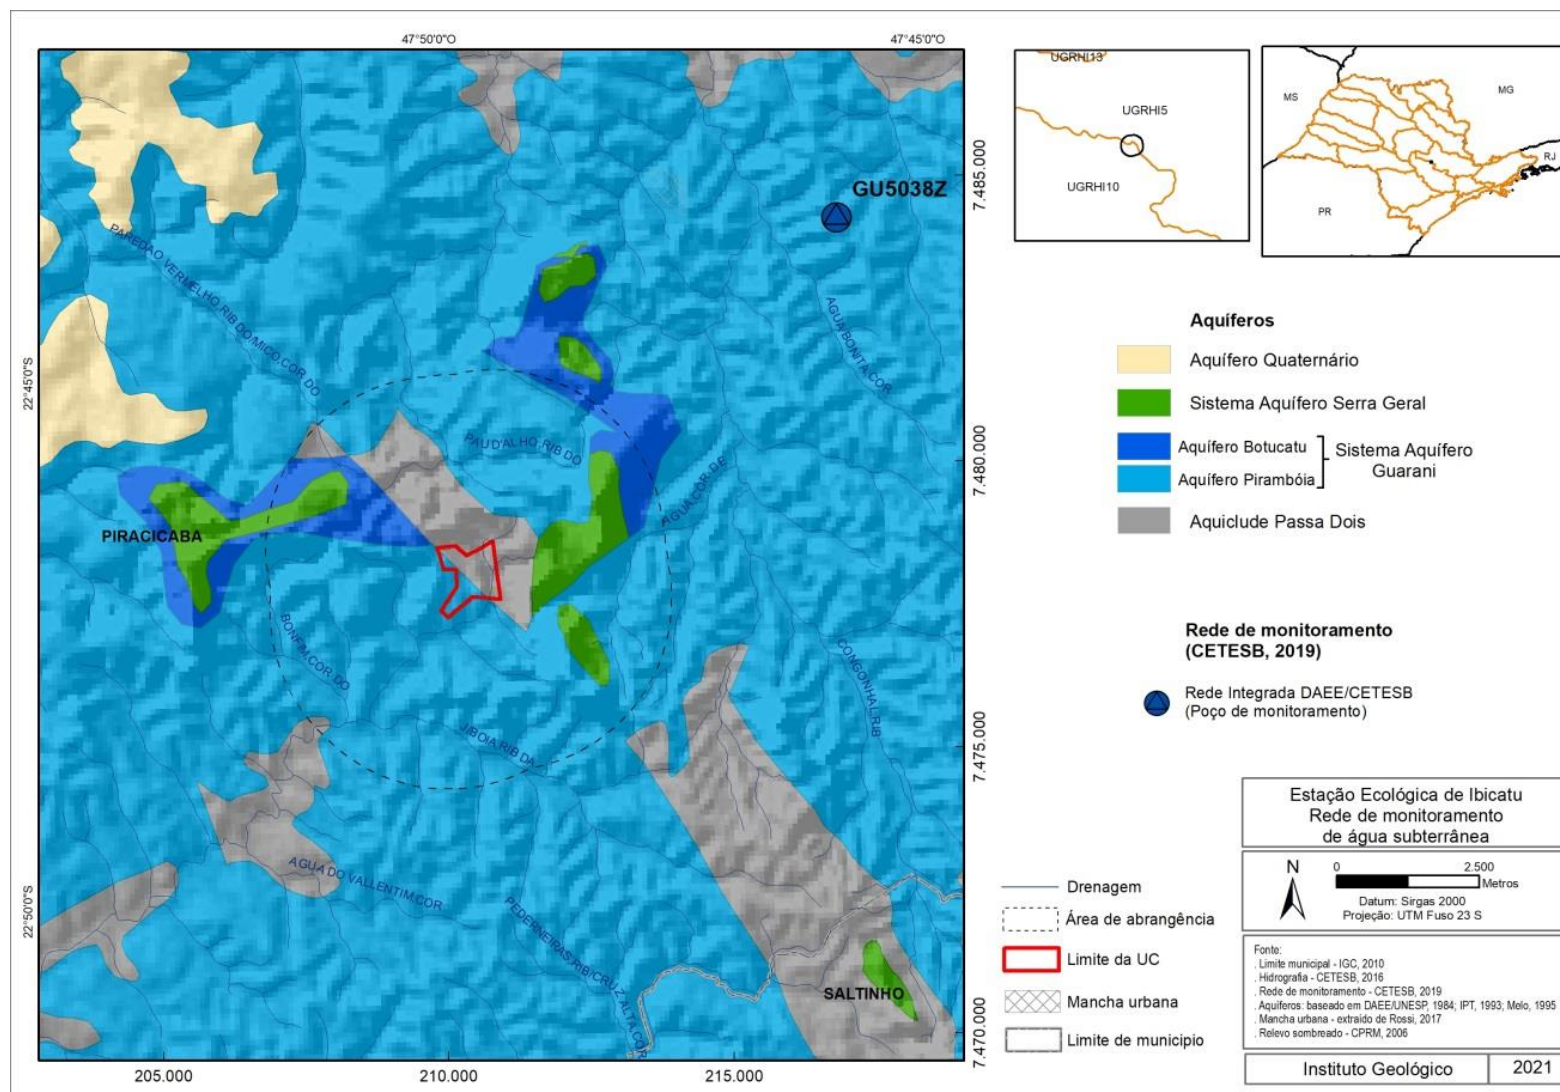 47°50'0"O
47°45'0"O
22°45'0"S
22°50'0"S
7.485.000
7.480.000
7.475.000
7.470.000
205.000
210.000
215.000
GU5038Z
PAREDAO VERMELHO,RIB DO/MICO,COR DO
AGUA BONITA,COR
PAU D'ALHO,RIB DO
AGUA,COR DE
PIRACICABA
BONFIM,COR DO
CONGONHAL,RIB
JIBOIA,RIB DA
AGUA DO VALLENTIM,COR
PEDERNEIRAS,RIB/CRUZ ALTA,COR
SALTINHO
UGRHI13
UGRHI5
UGRHI10
MS
MG
RJ
PR
Aquíferos
Aquífero Quaternário
Sistema Aquífero Serra Geral
Aquífero Botucatu
Aquífero Pirambóia
Sistema Aquífero
Guarani
Aquiclude Passa Dois
Rede de monitoramento
(CETESB, 2019)
Rede Integrada DAEE/CETESB
(Poço de monitoramento)
Drenagem
Área de abrangência
Limite da UC
Mancha urbana
Limite de município
Estação Ecológica de Ibicatu
Rede de monitoramento
de água subterrânea
N
0 2.500
Metros
Datum: Sirgas 2000
Projeção: UTM Fuso 23 S
Fonte:
. Limite municipal - IGC, 2010
. Hidrografia - CETESB, 2016
. Rede de monitoramento - CETESB, 2019
. Aquíferos: baseado em DAEE/UNESP, 1984; IPT, 1993; Melo, 1995
. Mancha urbana - extraido de Rossi, 2017
. Relevo sombreado - CPRM, 2006
Instituto Geológico
2021